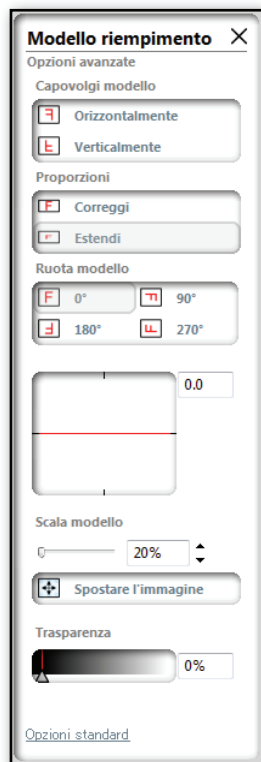 Modello riempimento
Opzioni avanzate
Capovolgi modello
Orizzontalmente
Verticalmente
Proporzioni
Correggi
Estendi
Ruota modello
0° 90°
180° 270°
0.0
Scala modello
20%
Spostare l'immagine
Trasparenza
0%
Opzioni standard